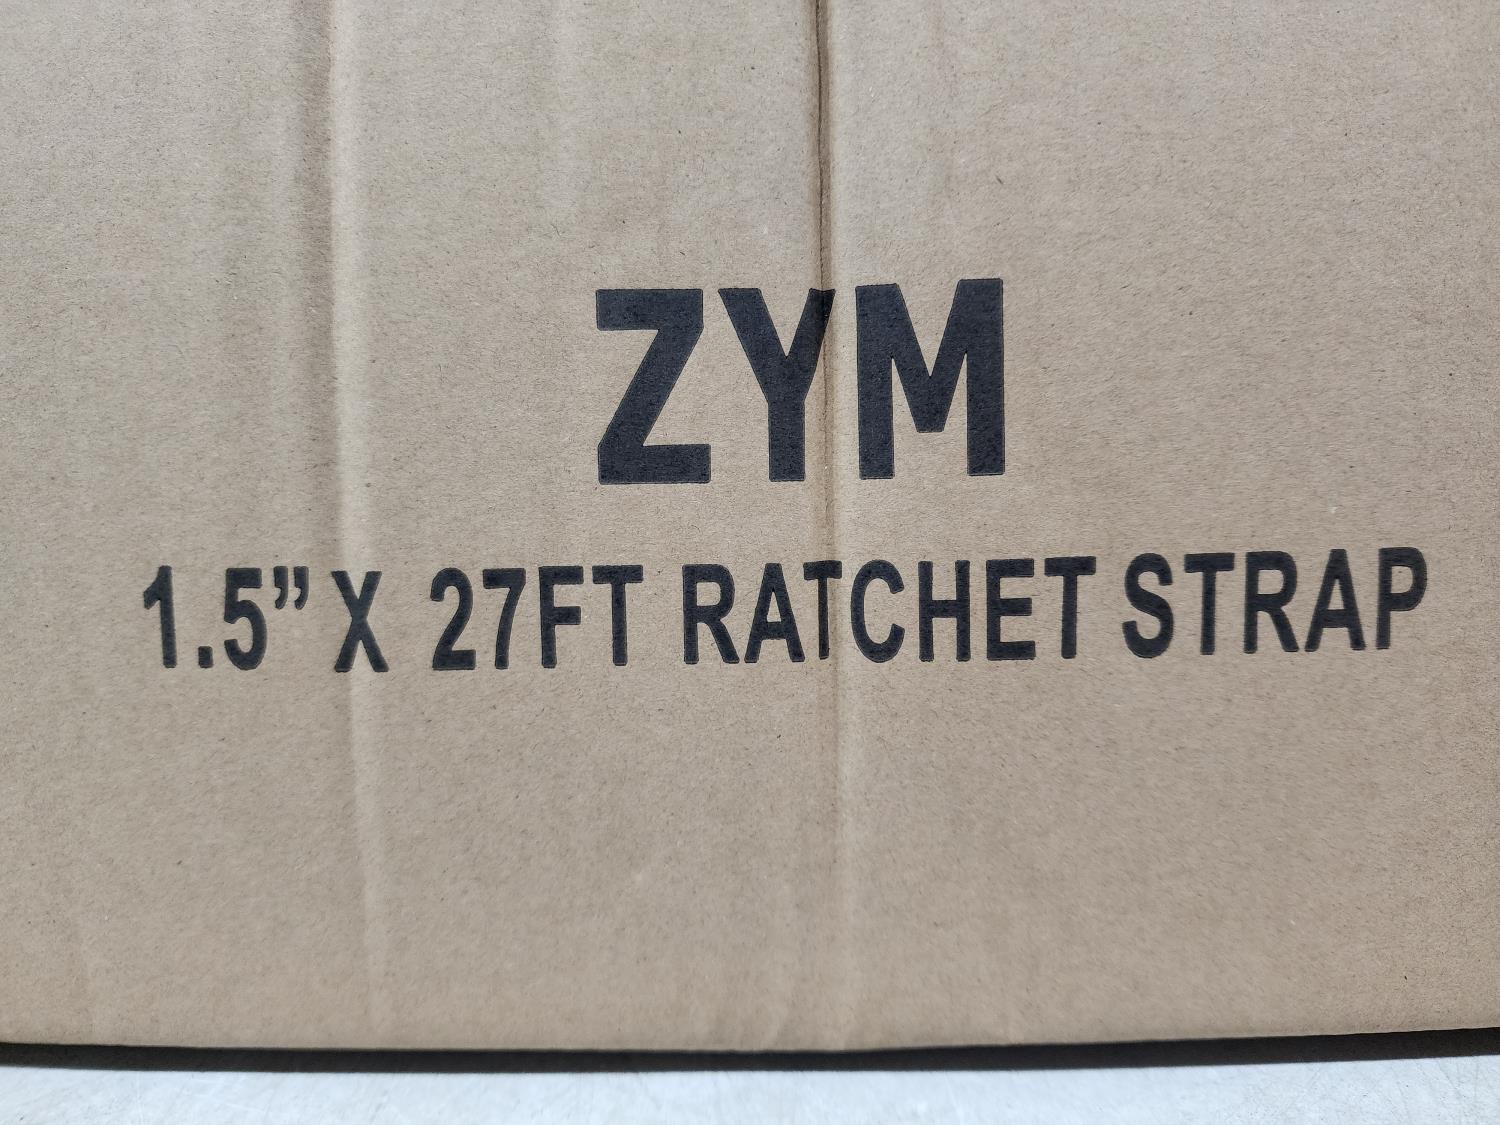 ZYM
1.5” X 27FT RATCHET STRAP